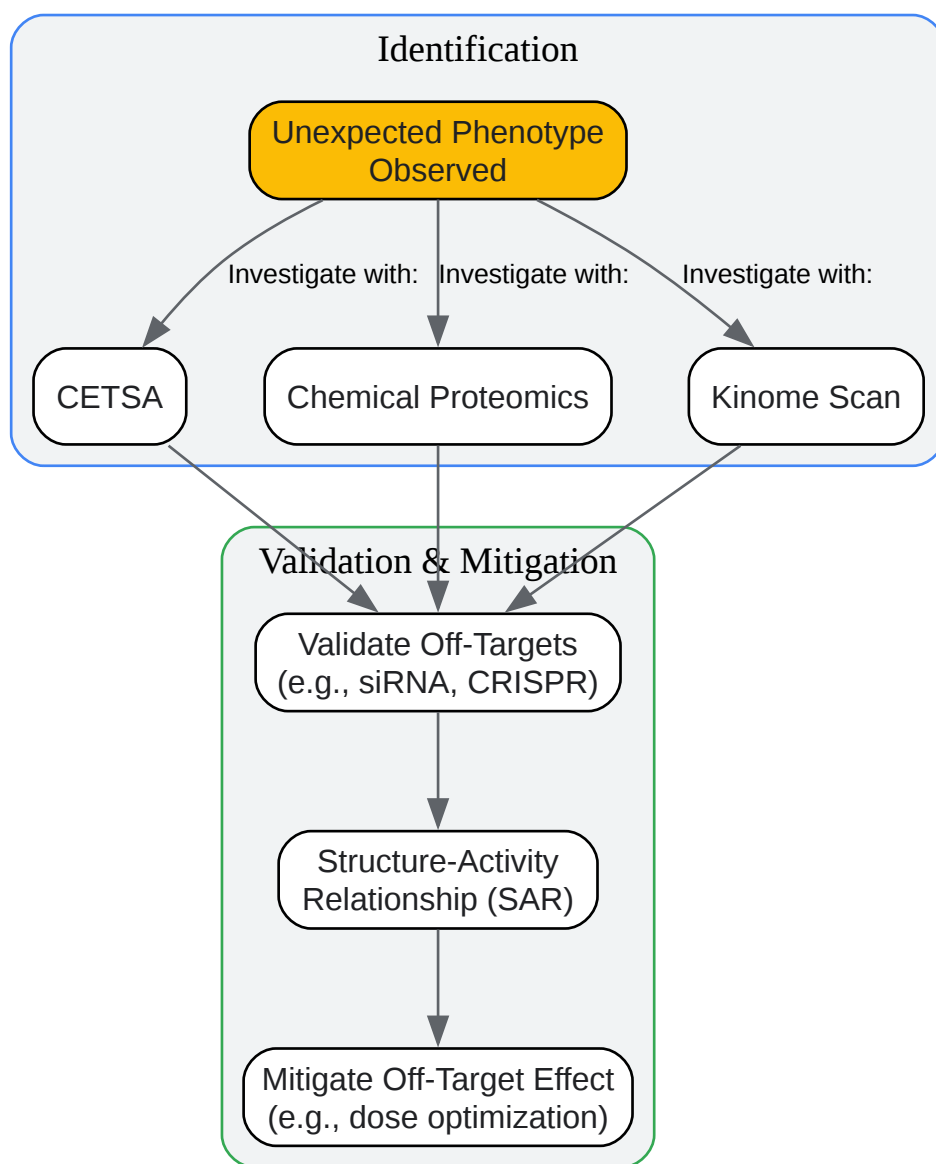 Identification
Unexpected Phenotype
Observed
Investigate with:
Investigate with:
Investigate with:
CETSA
Chemical Proteomics
Kinome Scan
Validation & Mitigation
Validate Off-Targets
(e.g., siRNA, CRISPR)
Structure-Activity
Relationship (SAR)
Mitigate Off-Target Effect
(e.g., dose optimization)